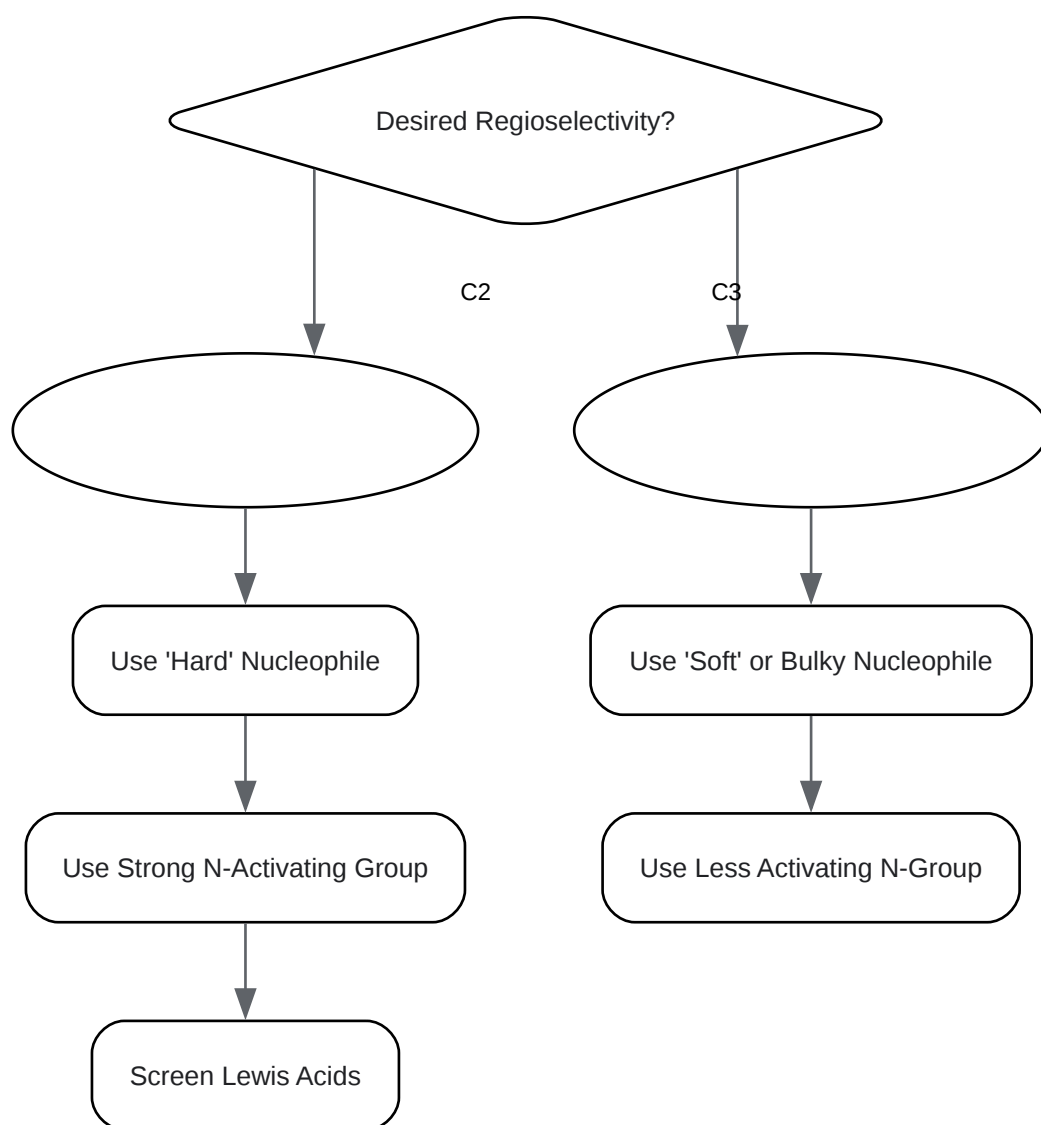 Desired Regioselectivity?
C2
C3
Use 'Hard' Nucleophile
Use 'Soft' or Bulky Nucleophile
Use Strong N-Activating Group
Use Less Activating N-Group
Screen Lewis Acids